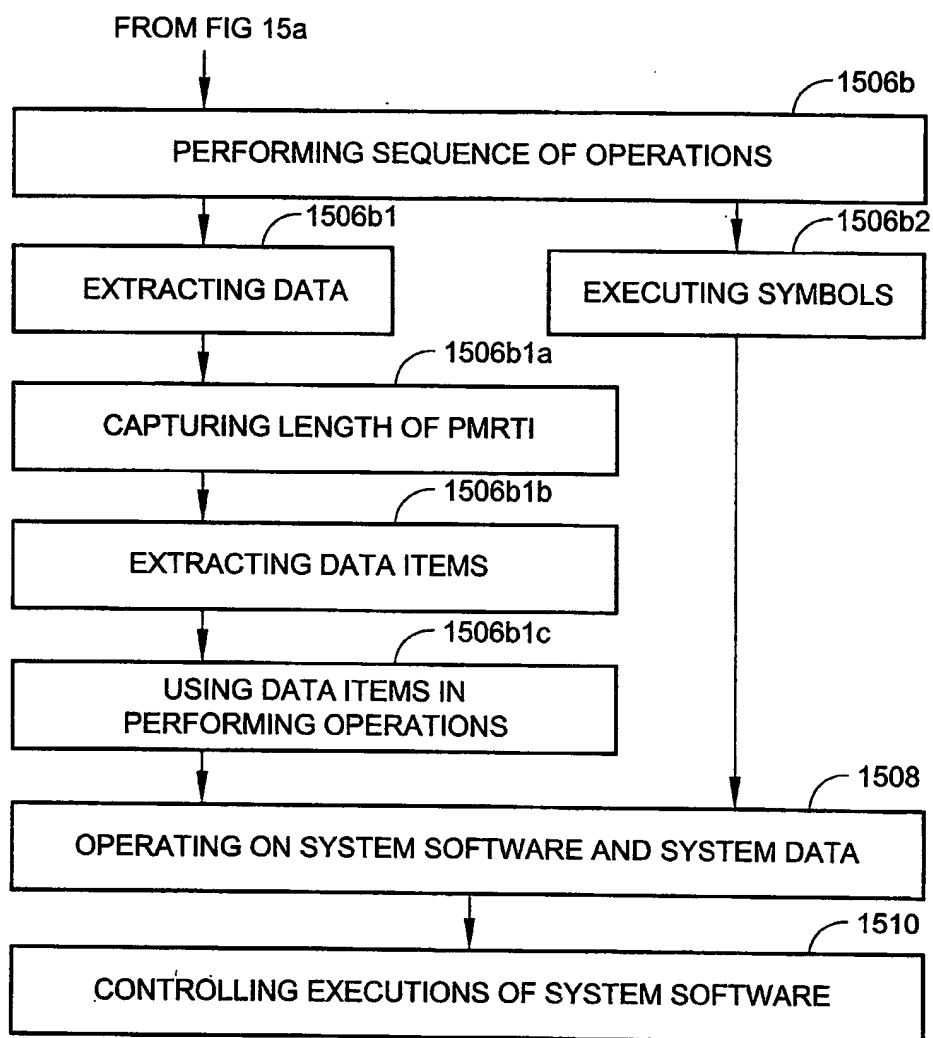 FROM FIG 15a
1506b
PERFORMING SEQUENCE OF OPERATIONS
1506b1
1506b2
EXTRACTING DATA
EXECUTING SYMBOLS
1506b1a
CAPTURING LENGTH OF PMRTI
1506b1b
EXTRACTING DATA ITEMS
1506b1c
USING DATA ITEMS IN
PERFORMING OPERATIONS
1508
OPERATING ON SYSTEM SOFTWARE AND SYSTEM DATA
1510
CONTROLLING EXECUTIONS OF SYSTEM SOFTWARE